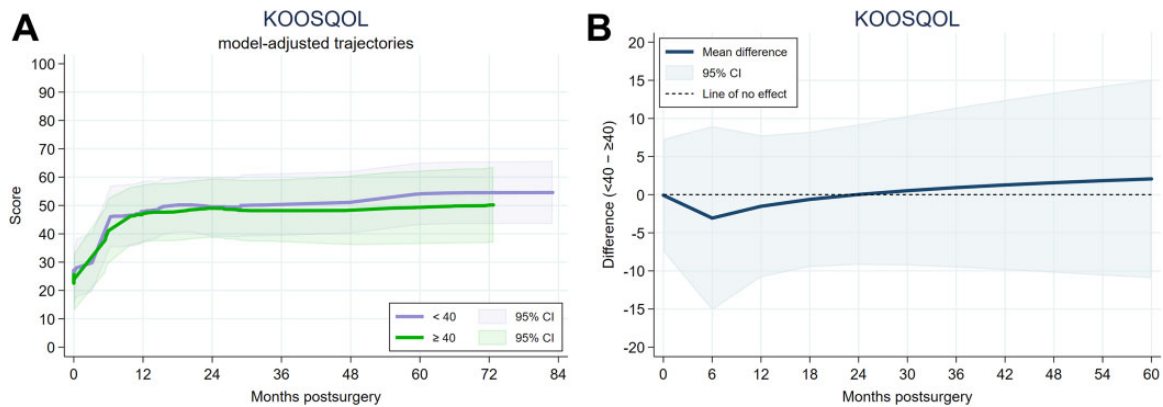 A
KOOSQOL
model-adjusted trajectories
Score
100
90
80
70
60
50
40
30
20
10
0
< 40 95% CI
≥ 40 95% CI
0 12 24 36 48 60 72 84
Months postsurgery
B
KOOSQOL
Difference (<40 − ≥40)
20
15
10
5
0
-5
-10
-15
-20
Mean difference
95% CI
Line of no effect
0 6 12 18 24 30 36 42 48 54 60
Months postsurgery